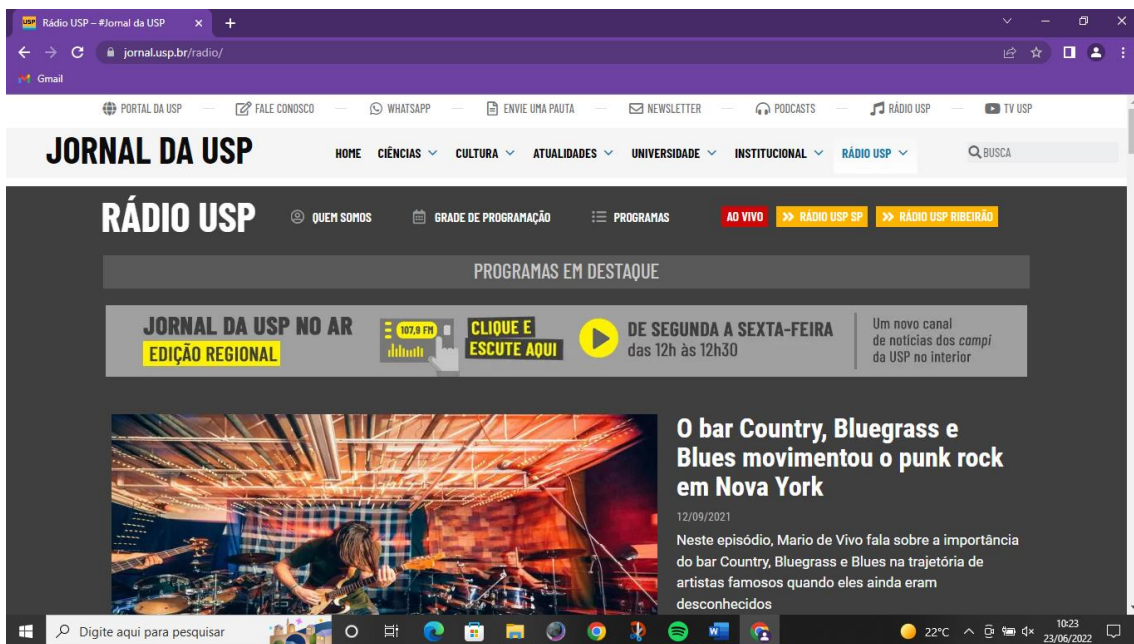 USP Rádio USP – #Jornal da USP
jornal.usp.br/radio/
Gmail
PORTAL DA USP FALE CONOSCO WHATSAPP ENVIE UMA PAUTA NEWSLETTER PODCASTS RÁDIO USP TV USP
JORNAL DA USP HOME CIÊNCIAS CULTURA ATUALIDADES UNIVERSIDADE INSTITUCIONAL RÁDIO USP BUSCA
RÁDIO USP QUEM SOMOS GRADE DE PROGRAMAÇÃO PROGRAMAS AO VIVO >> RÁDIO USP SP >> RÁDIO USP RIBEIRÃO
PROGRAMAS EM DESTAQUE
JORNAL DA USP NO AR
EDIÇÃO REGIONAL
107,9 FM
CLIQUE E
ESCUTE AQUI
DE SEGUNDA A SEXTA-FEIRA
das 12h às 12h30
Um novo canal
de notícias dos campi
da USP no interior
O bar Country, Bluegrass e
Blues movimentou o punk rock
em Nova York
12/09/2021
Neste episódio, Mario de Vivo fala sobre a importância
do bar Country, Bluegrass e Blues na trajetória de
artistas famosos quando eles ainda eram
desconhecidos
Digite aqui para pesquisar
22°C
10:23
23/06/2022